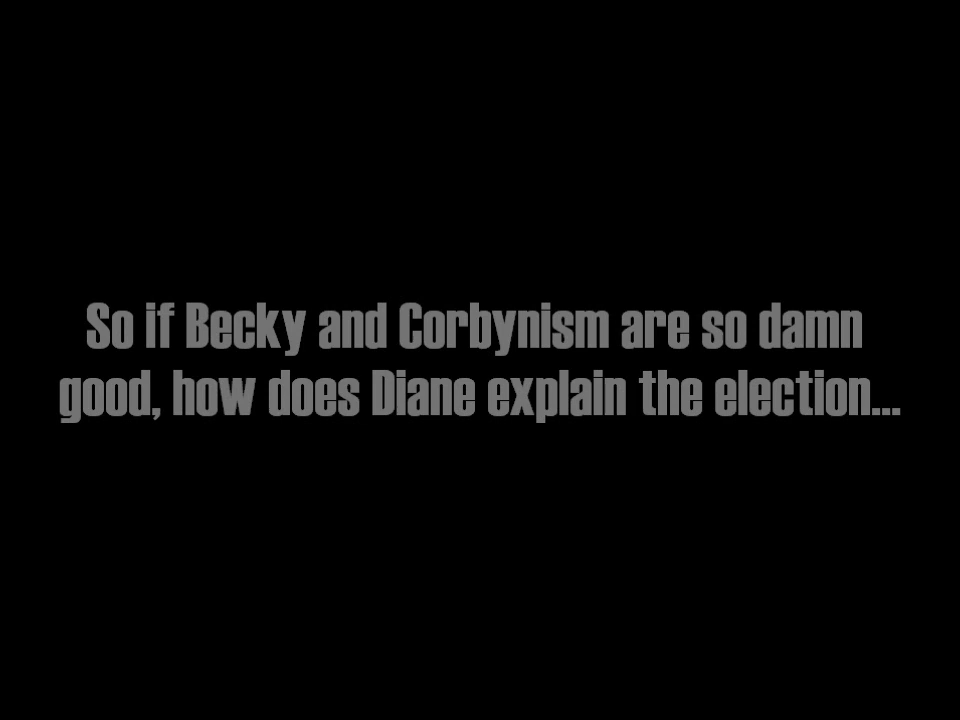 So if Becky and Corbynism are so damn
good, how does Diane explain the election...